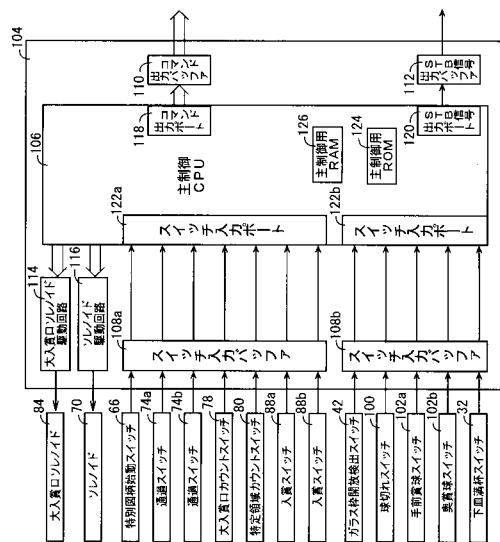 104
110
コマンド
出力バッファ
112
STB信号
出力バッファ
106
118
コマンド
出力ポート
120
STB信号
出力ポート
主制御
CPU
126
主制御用
RAM
124
主制御用
ROM
122a
スイッチ入力ポート
122b
スイッチ入力ポート
114
大入賞口ソレノイド
駆動回路
116
ソレノイド
駆動回路
108a
スイッチ入力バッファ
108b
スイッチ入力バッファ
84
大入賞口ソレノイド
70
ソレノイド
66
特別図柄始動スイッチ
74a
通過スイッチ
74b
通過スイッチ
78
大入賞口カウントスイッチ
80
特定領域カウントスイッチ
88a
入賞スイッチ
88b
入賞スイッチ
42
ガラス枠開放検出スイッチ
100
球切れスイッチ
102a
手前賞球スイッチ
102b
奥賞球スイッチ
32
下皿満杯スイッチ